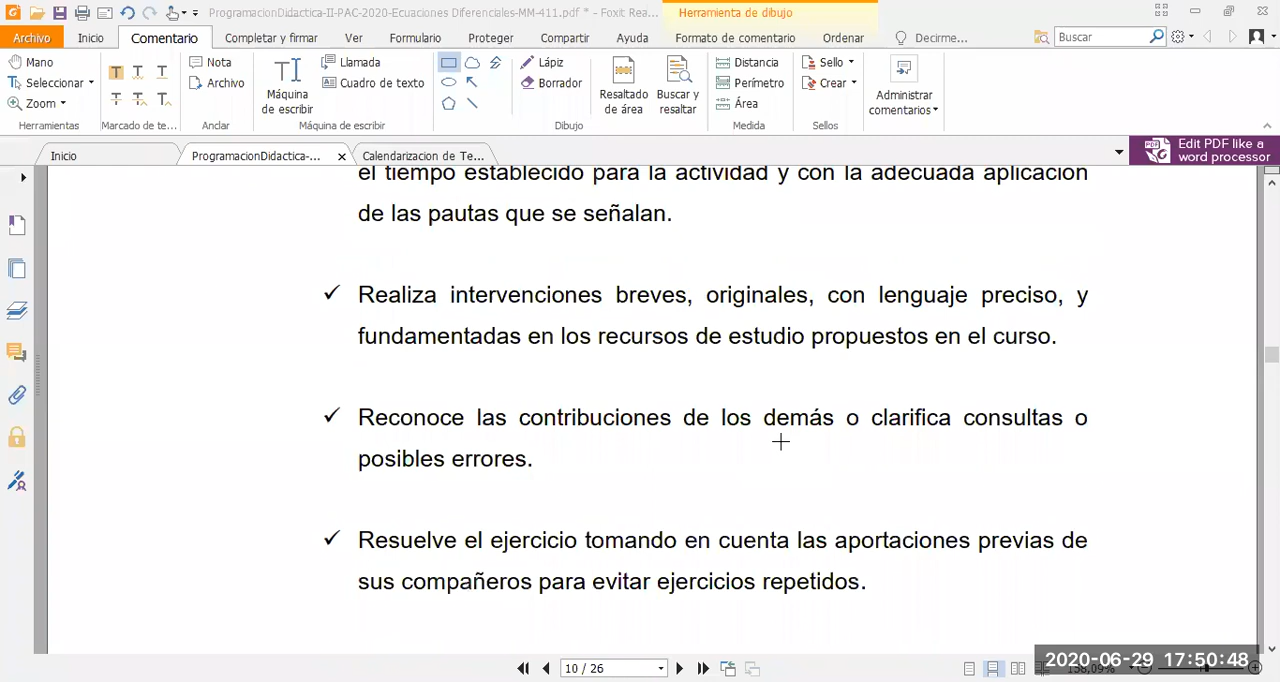 ProgramacionDidactica-II-PAC-2020-Ecuaciones Diferenciales-MM-411.pdf * - Foxit Rea...
Herramienta de dibujo
Archivo Inicio Comentario Completar y firmar Ver Formulario Proteger Compartir Ayuda Formato de comentario Ordenar Decirme... Buscar
Mano
Seleccionar
Zoom
Herramientas
T T T
T T T
Marcado de te...
Nota
Archivo
Andar
Máquina de escribir
Llamada
Cuadro de texto
Máquina de escribir
Lápiz
Borrador
Dibujo
Resaltado de área
Buscar y resaltar
Distancia
Perímetro
Área
Medida
Sello
Crear
Sellos
Administrar comentarios
Inicio
ProgramacionDidactica-...
Calendarizacion de Te...
Edit PDF like a
word processor
el tiempo establecido para la actividad y con la adecuada aplicación
de las pautas que se señalan.
✓ Realiza intervenciones breves, originales, con lenguaje preciso, y
fundamentadas en los recursos de estudio propuestos en el curso.
✓ Reconoce las contribuciones de los demás o clarifica consultas o
posibles errores.
✓ Resuelve el ejercicio tomando en cuenta las aportaciones previas de
sus compañeros para evitar ejercicios repetidos.
10 / 26
158,09%
2020-06-29 17:50:48